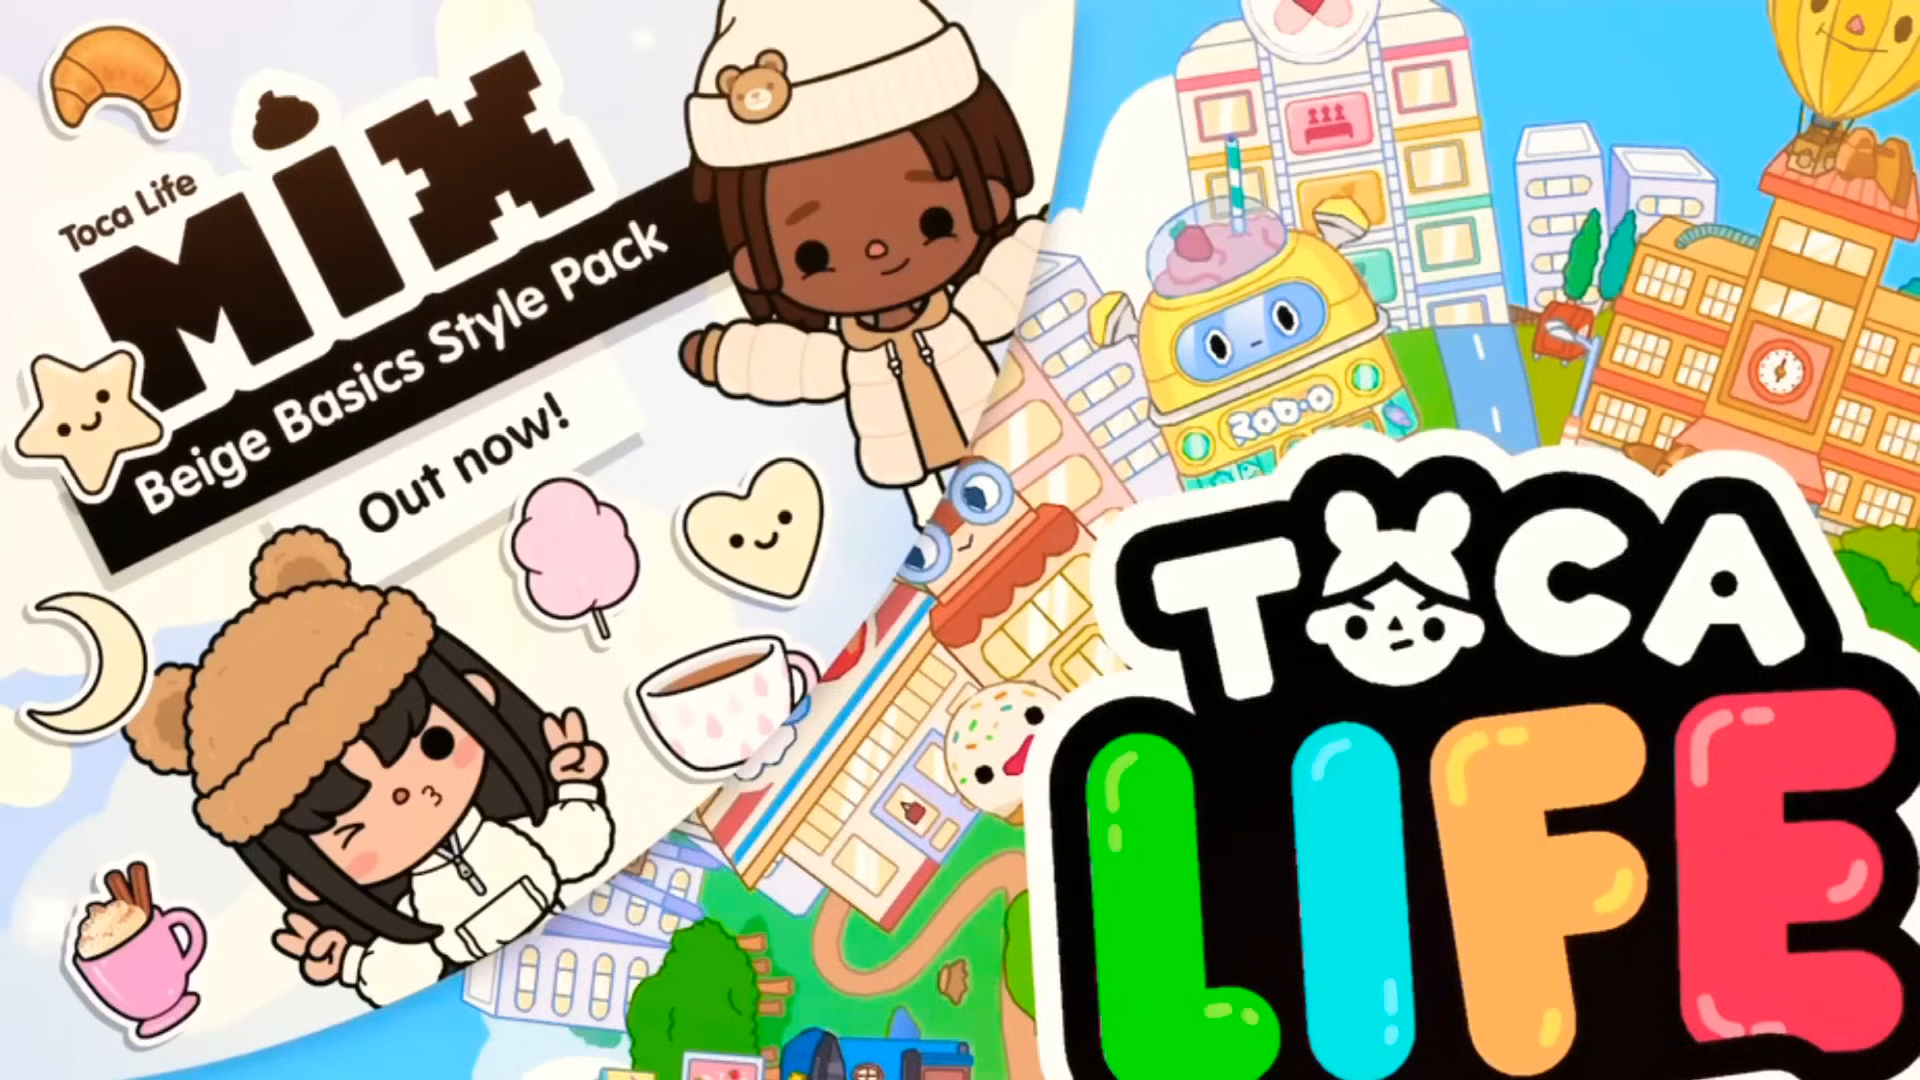 Toca Life
MiX
Beige Basics Style Pack
Out now!
Rob-o
TOCA
LIFE